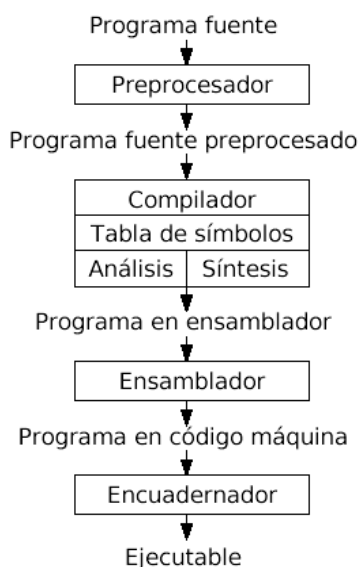 Programa fuente
Preprocesador
Programa fuente preprocesado
Compilador
Tabla de símbolos
Análisis Síntesis
Programa en ensamblador
Ensamblador
Programa en código máquina
Encuadernador
Ejecutable